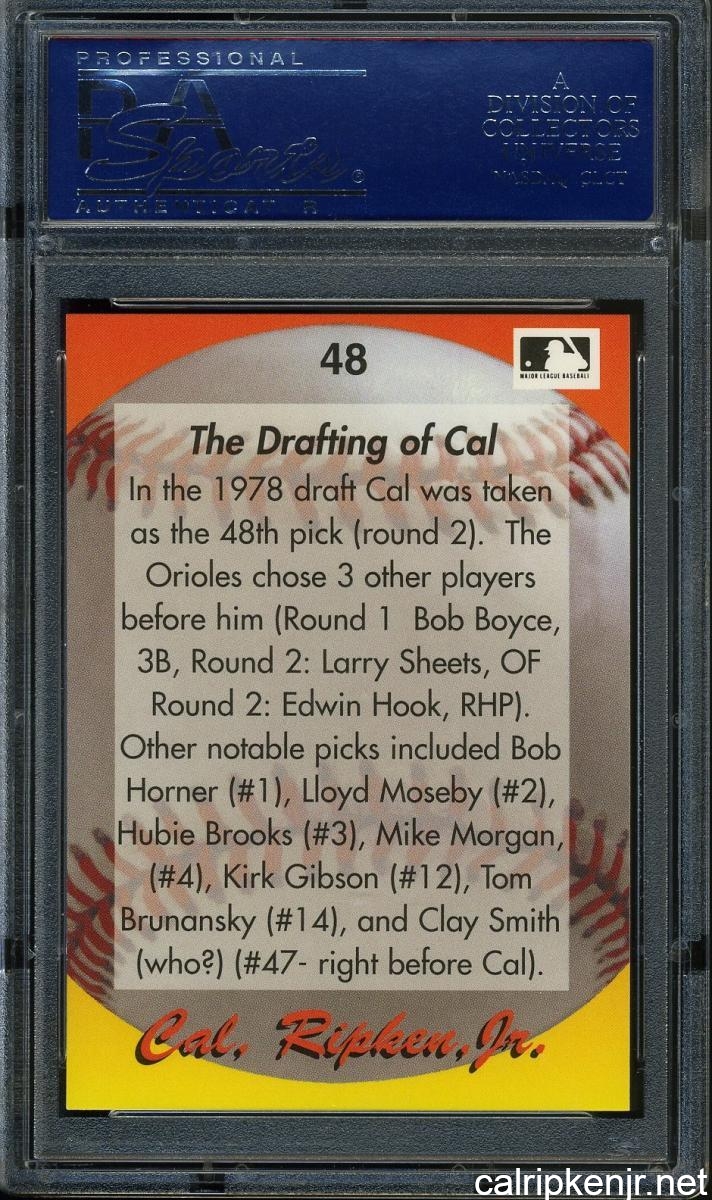 PROFESSIONAL
PSA
Sports®
AUTHENTICAT R
A
DIVISION OF
COLLECTORS
UNIVERSE
NASDAQ CLCT
48
MAJOR LEAGUE BASEBALL
The Drafting of Cal
In the 1978 draft Cal was taken
as the 48th pick (round 2). The
Orioles chose 3 other players
before him (Round 1 Bob Boyce,
3B, Round 2: Larry Sheets, OF
Round 2: Edwin Hook, RHP).
Other notable picks included Bob
Horner (#1), Lloyd Moseby (#2),
Hubie Brooks (#3), Mike Morgan,
(#4), Kirk Gibson (#12), Tom
Brunansky (#14), and Clay Smith
(who?) (#47- right before Cal).
Cal, Ripken, Jr.
calripkenjr.net